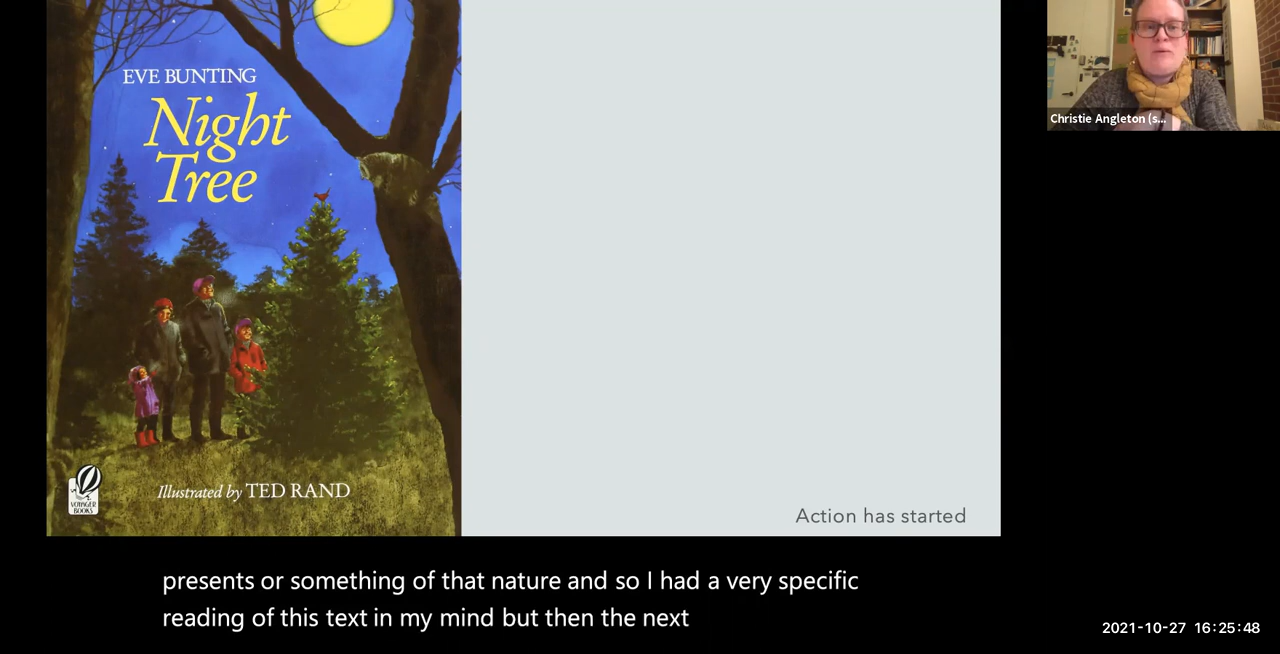 EVE BUNTING
Night
Tree
Illustrated by TED RAND
VOYAGER
BOOKS
Action has started
Christie Angleton (s...
presents or something of that nature and so I had a very specific
reading of this text in my mind but then the next
2021-10-27 16:25:48